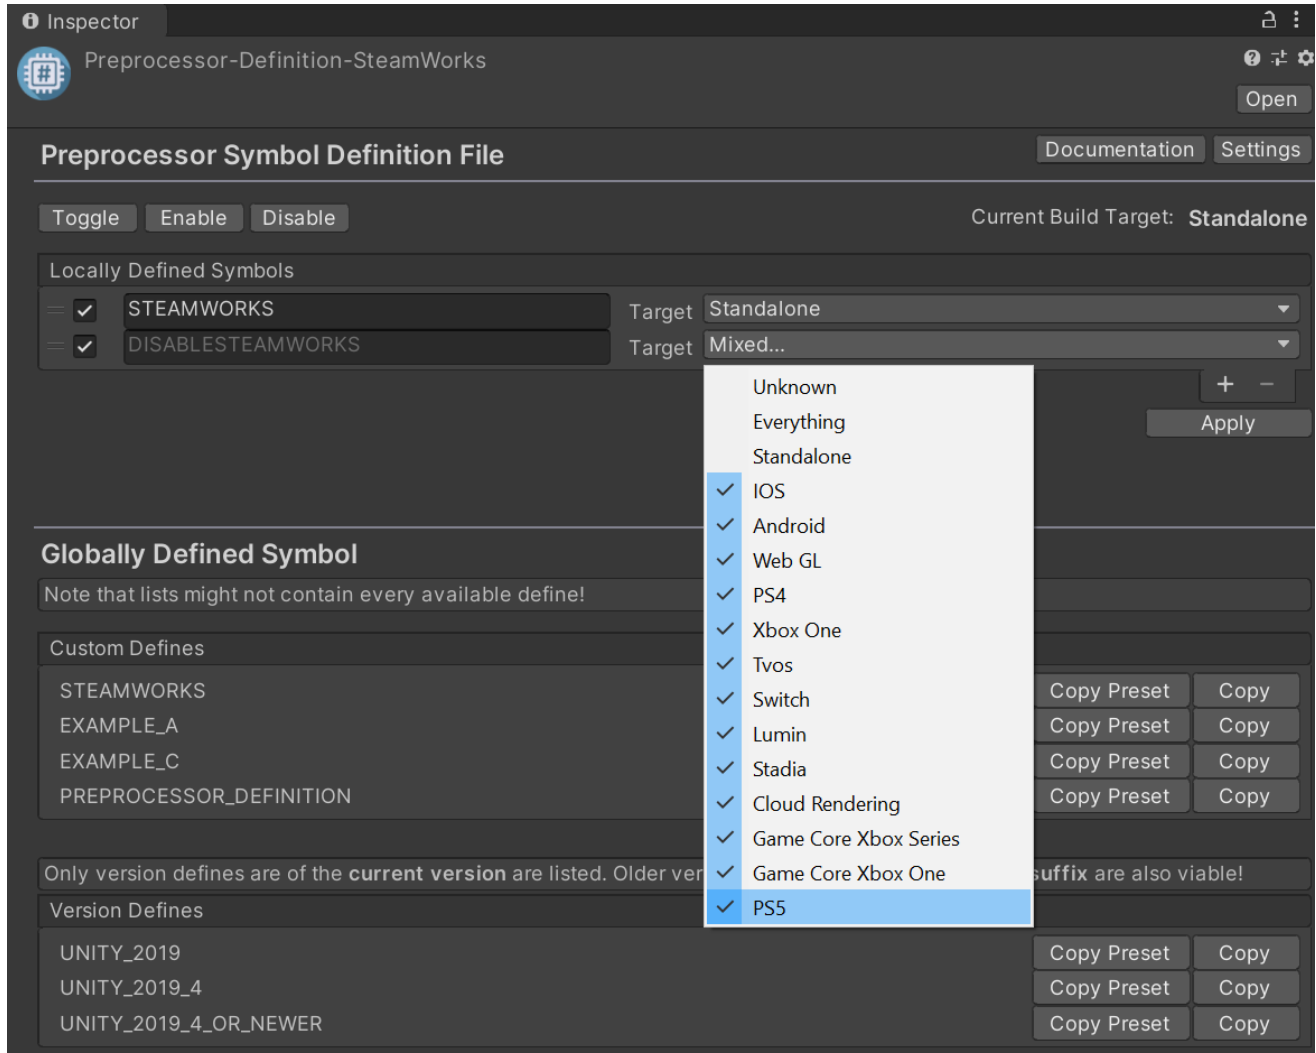 Inspector
Preprocessor-Definition-SteamWorks
Open
Preprocessor Symbol Definition File
Documentation Settings
Toggle Enable Disable
Current Build Target: Standalone
Locally Defined Symbols
STEAMWORKS Target Standalone
DISABLESTEAMWORKS Target Mixed...
Unknown
Everything
Standalone
IOS
Android
Web GL
PS4
Xbox One
Tvos
Switch
Lumin
Stadia
Cloud Rendering
Game Core Xbox Series
Game Core Xbox One
PS5
+ −
Apply
Globally Defined Symbol
Note that lists might not contain every available define!
Custom Defines
STEAMWORKS Copy Preset Copy
EXAMPLE_A Copy Preset Copy
EXAMPLE_C Copy Preset Copy
PREPROCESSOR_DEFINITION Copy Preset Copy
Only version defines are of the current version are listed. Older ver suffix are also viable!
Version Defines
UNITY_2019 Copy Preset Copy
UNITY_2019_4 Copy Preset Copy
UNITY_2019_4_OR_NEWER Copy Preset Copy